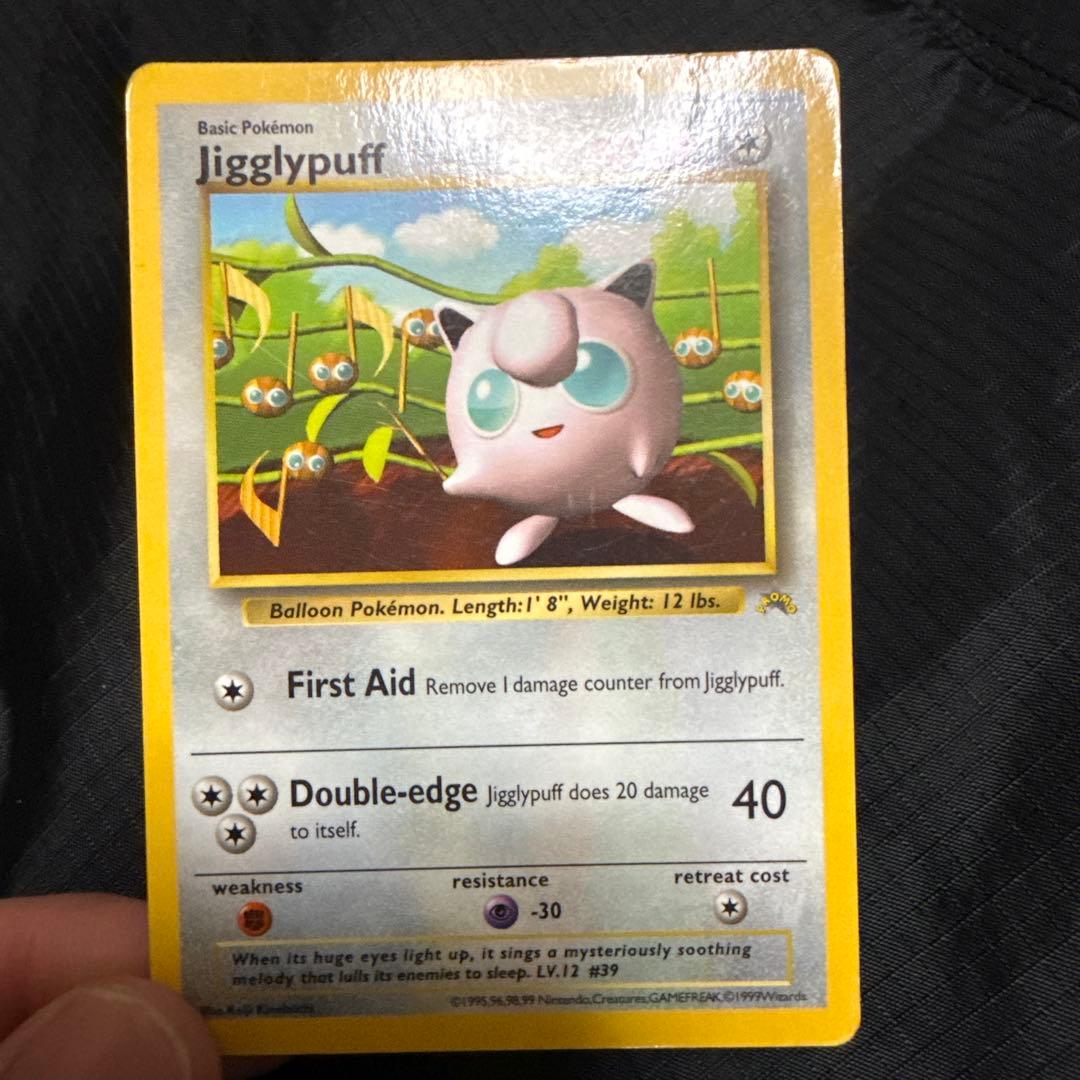 Basic Pokémon
Jigglypuff
Balloon Pokémon. Length:1' 8", Weight: 12 lbs.
PROMO
First Aid Remove 1 damage counter from Jigglypuff.
Double-edge Jigglypuff does 20 damage 40
to itself.
weakness resistance retreat cost
-30
When its huge eyes light up, it sings a mysteriously soothing
melody that lulls its enemies to sleep. LV.12 #39
©1995,96,98,99 Nintendo,Creatures,GAMEFREAK.©1999Wizards.